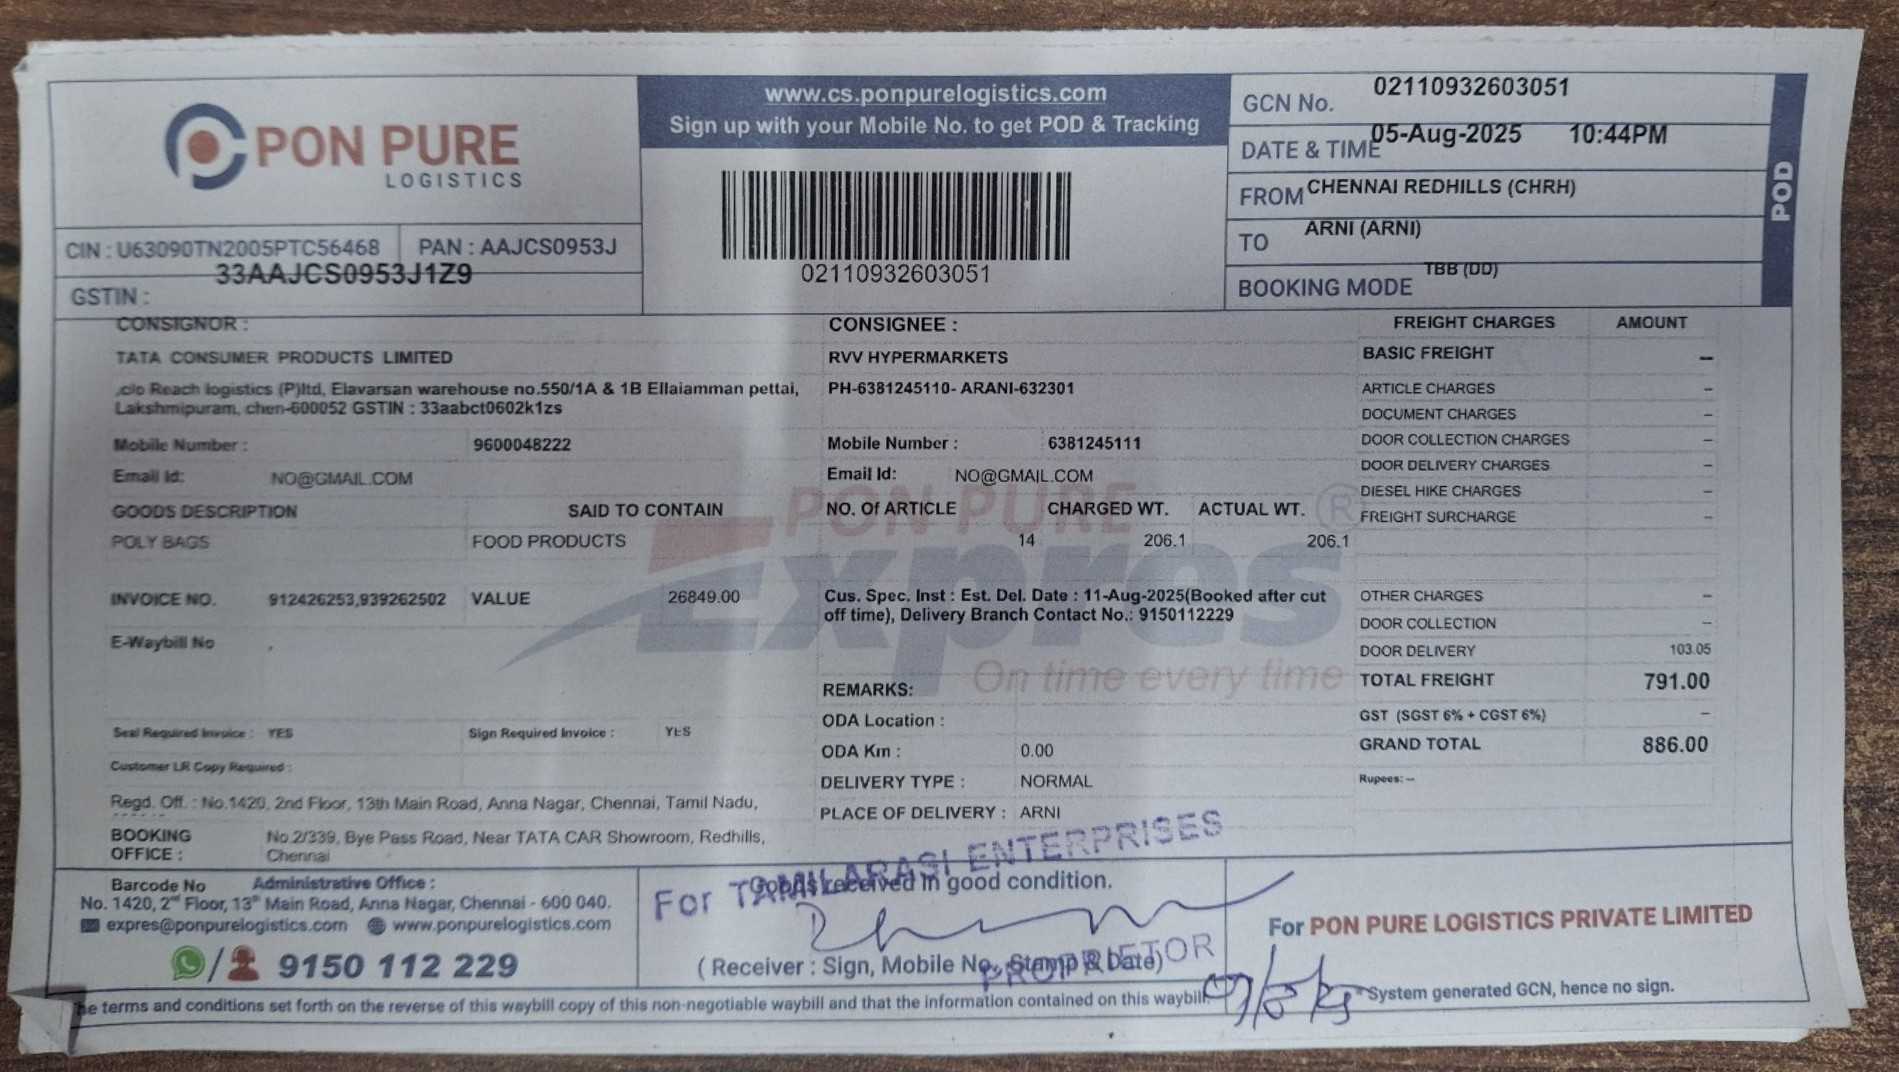 PON PURE
LOGISTICS
CIN : U63090TN2005PTC56468
PAN : AAJCS0953J
33AAJCS0953J1Z9
GSTIN :
www.cs.ponpurelogistics.com
Sign up with your Mobile No. to get POD & Tracking
02110932603051
GCN No. 02110932603051
DATE & TIME 05-Aug-2025 10:44PM
FROM CHENNAI REDHILLS (CHRH)
TO ARNI (ARNI)
BOOKING MODE TBB (DD)
POD
CONSIGNOR :
TATA CONSUMER PRODUCTS LIMITED
,c/o Reach logistics (P)ltd, Elavarsan warehouse no.550/1A & 1B Ellaiamman pettai,
Lakshmipuram, chen-600052 GSTIN : 33aabct0602k1zs
Mobile Number : 9600048222
Email Id: NO@GMAIL.COM
GOODS DESCRIPTION SAID TO CONTAIN
POLY BAGS FOOD PRODUCTS
INVOICE NO. 912426253,939262502 VALUE 26849.00
E-Waybill No ,
Seal Required Invoice : YES Sign Required Invoice : YES
Customer LR Copy Required :
Regd. Off. : No.1420, 2nd Floor, 13th Main Road, Anna Nagar, Chennai, Tamil Nadu,
BOOKING OFFICE : No.2/339, Bye Pass Road, Near TATA CAR Showroom, Redhills,
Chennai
CONSIGNEE :
RVV HYPERMARKETS
PH-6381245110- ARANI-632301
Mobile Number : 6381245111
Email Id: NO@GMAIL.COM
NO. Of ARTICLE CHARGED WT. ACTUAL WT.
14 206.1 206.1
PON PURE ®
Expres
On time every time
Cus. Spec. Inst : Est. Del. Date : 11-Aug-2025(Booked after cut
off time), Delivery Branch Contact No.: 9150112229
REMARKS:
ODA Location :
ODA Km : 0.00
DELIVERY TYPE : NORMAL
PLACE OF DELIVERY : ARNI
FREIGHT CHARGES AMOUNT
BASIC FREIGHT –
ARTICLE CHARGES –
DOCUMENT CHARGES –
DOOR COLLECTION CHARGES –
DOOR DELIVERY CHARGES –
DIESEL HIKE CHARGES –
FREIGHT SURCHARGE –
OTHER CHARGES –
DOOR COLLECTION –
DOOR DELIVERY 103.05
TOTAL FREIGHT 791.00
GST (SGST 6% + CGST 6%) –
GRAND TOTAL 886.00
Rupees: --
Barcode No Administrative Office :
No. 1420, 2nd Floor, 13th Main Road, Anna Nagar, Chennai - 600 040.
expres@ponpurelogistics.com www.ponpurelogistics.com
9150 112 229
For TAMILARASI ENTERPRISES
Goods received in good condition.
PROPRIETOR
( Receiver : Sign, Mobile No., Stamp & Date)
For PON PURE LOGISTICS PRIVATE LIMITED
*System generated GCN, hence no sign.
he terms and conditions set forth on the reverse of this waybill copy of this non-negotiable waybill and that the information contained on this waybill.